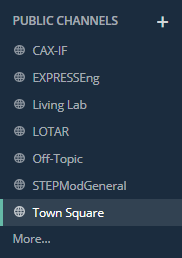 PUBLIC CHANNELS +
CAX-IF
EXPRESSEng
Living Lab
LOTAR
Off-Topic
STEPModGeneral
Town Square
More...